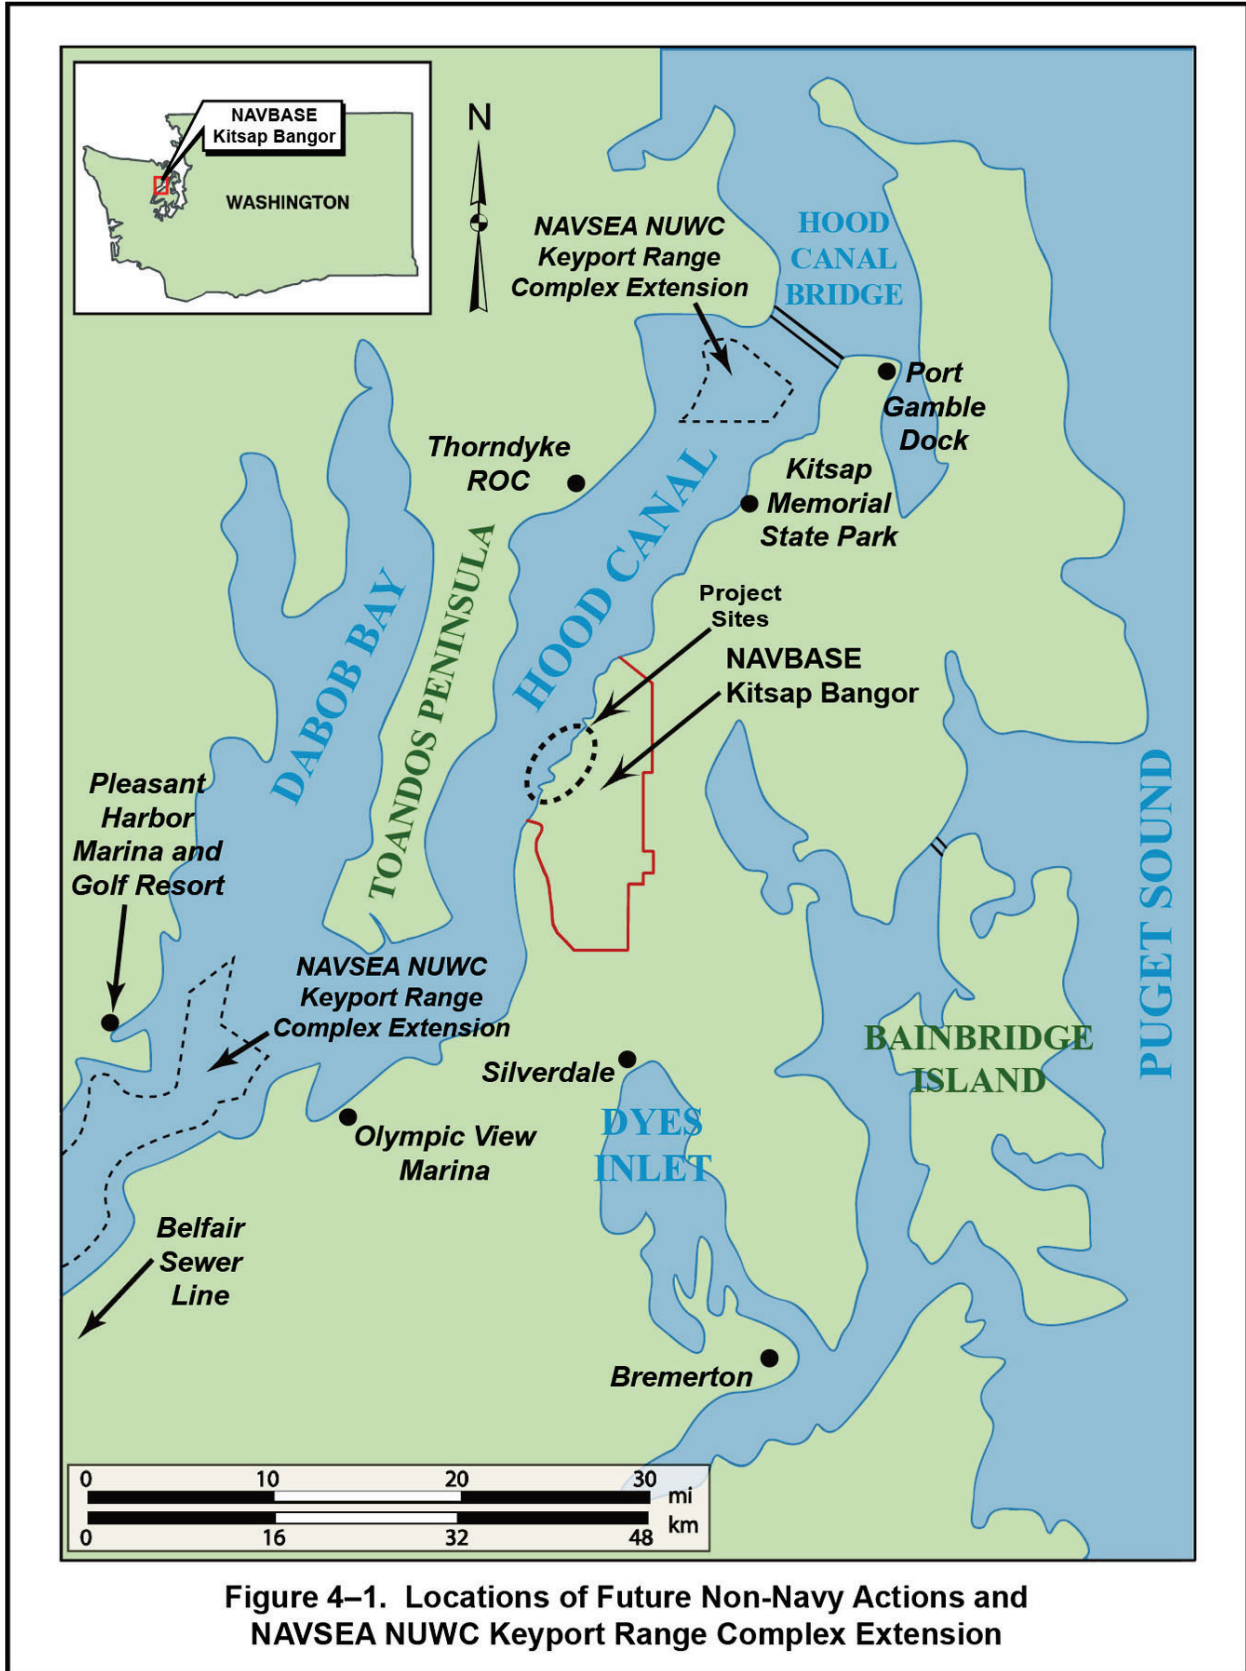 NAVBASE
Kitsap Bangor
WASHINGTON
N
NAVSEA NUWC
Keyport Range
Complex Extension
HOOD
CANAL
BRIDGE
Port
Gamble
Dock
Thorndyke
ROC
Kitsap
Memorial
State Park
HOOD CANAL
DABOB BAY
TOANDOS PENINSULA
Project
Sites
NAVBASE
Kitsap Bangor
Pleasant
Harbor
Marina and
Golf Resort
PUGET SOUND
NAVSEA NUWC
Keyport Range
Complex Extension
BAINBRIDGE
ISLAND
Silverdale
DYES
INLET
Olympic View
Marina
Belfair
Sewer
Line
Bremerton
0 10 20 30
mi
km
0 16 32 48
Figure 4–1. Locations of Future Non-Navy Actions and
NAVSEA NUWC Keyport Range Complex Extension